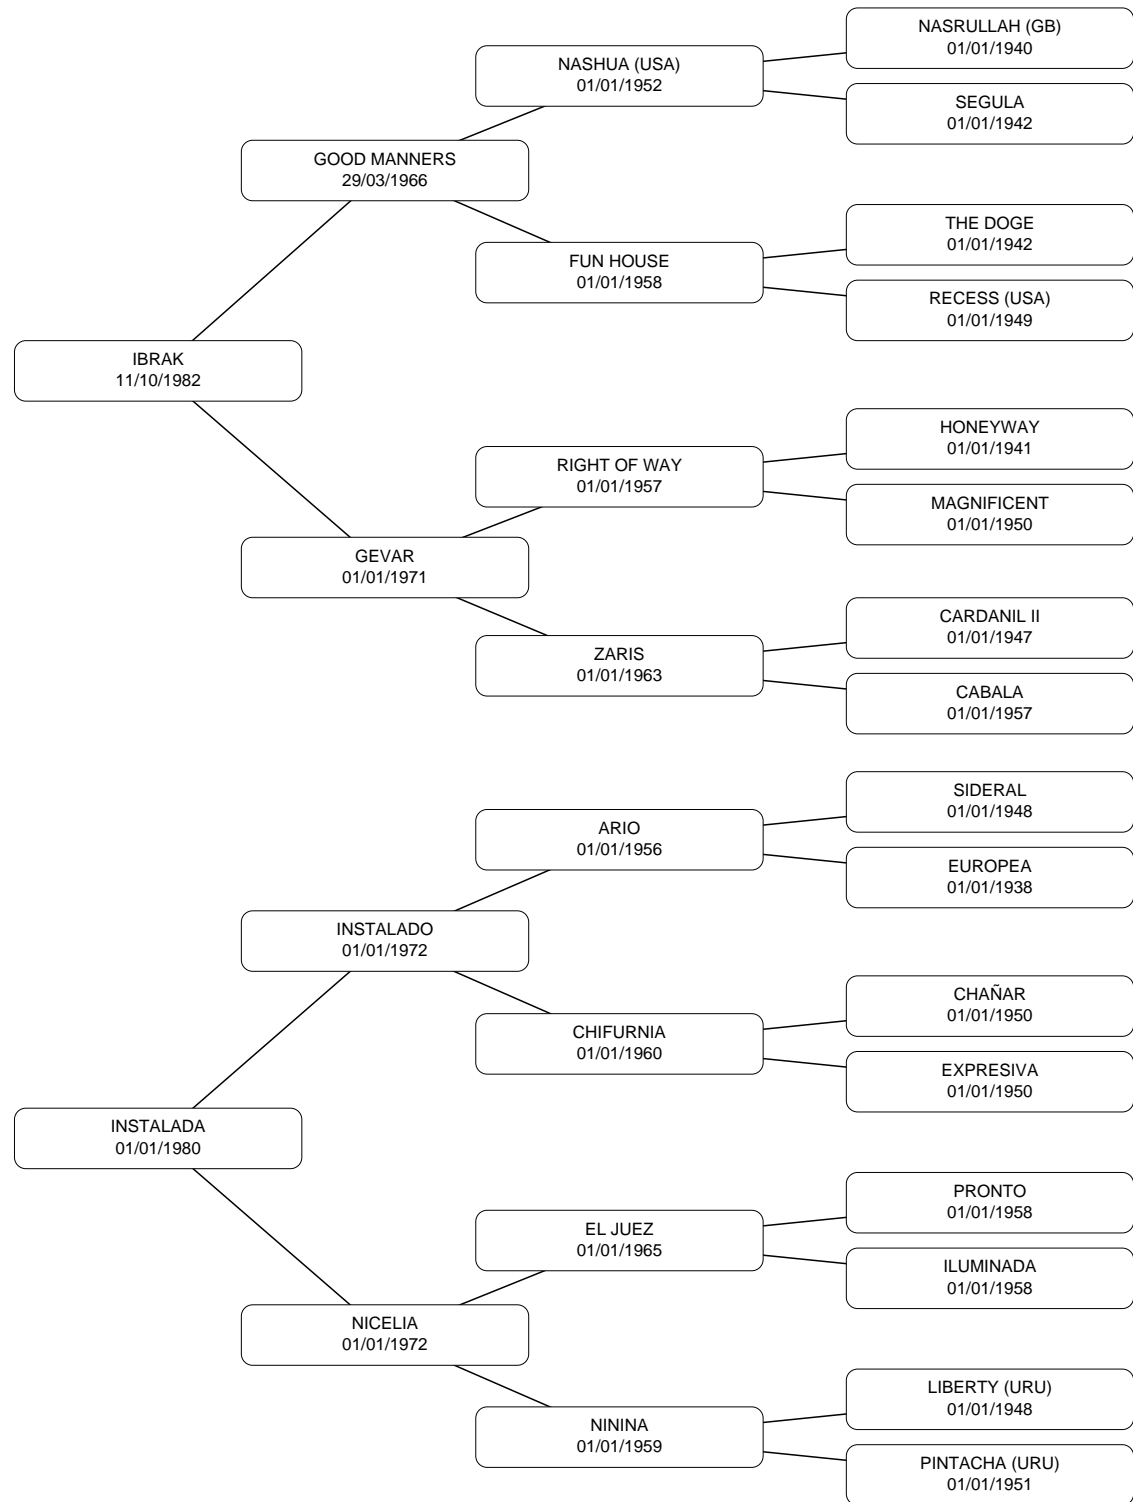 NASRULLAH (GB)
01/01/1940
NASHUA (USA)
01/01/1952
SEGULA
01/01/1942
GOOD MANNERS
29/03/1966
THE DOGE
01/01/1942
FUN HOUSE
01/01/1958
RECESS (USA)
01/01/1949
IBRAK
11/10/1982
HONEYWAY
01/01/1941
RIGHT OF WAY
01/01/1957
MAGNIFICENT
01/01/1950
GEVAR
01/01/1971
CARDANIL II
01/01/1947
ZARIS
01/01/1963
CABALA
01/01/1957
SIDERAL
01/01/1948
ARIO
01/01/1956
EUROPEA
01/01/1938
INSTALADO
01/01/1972
CHAÑAR
01/01/1950
CHIFURNIA
01/01/1960
EXPRESIVA
01/01/1950
INSTALADA
01/01/1980
PRONTO
01/01/1958
EL JUEZ
01/01/1965
ILUMINADA
01/01/1958
NICELIA
01/01/1972
LIBERTY (URU)
01/01/1948
NININA
01/01/1959
PINTACHA (URU)
01/01/1951